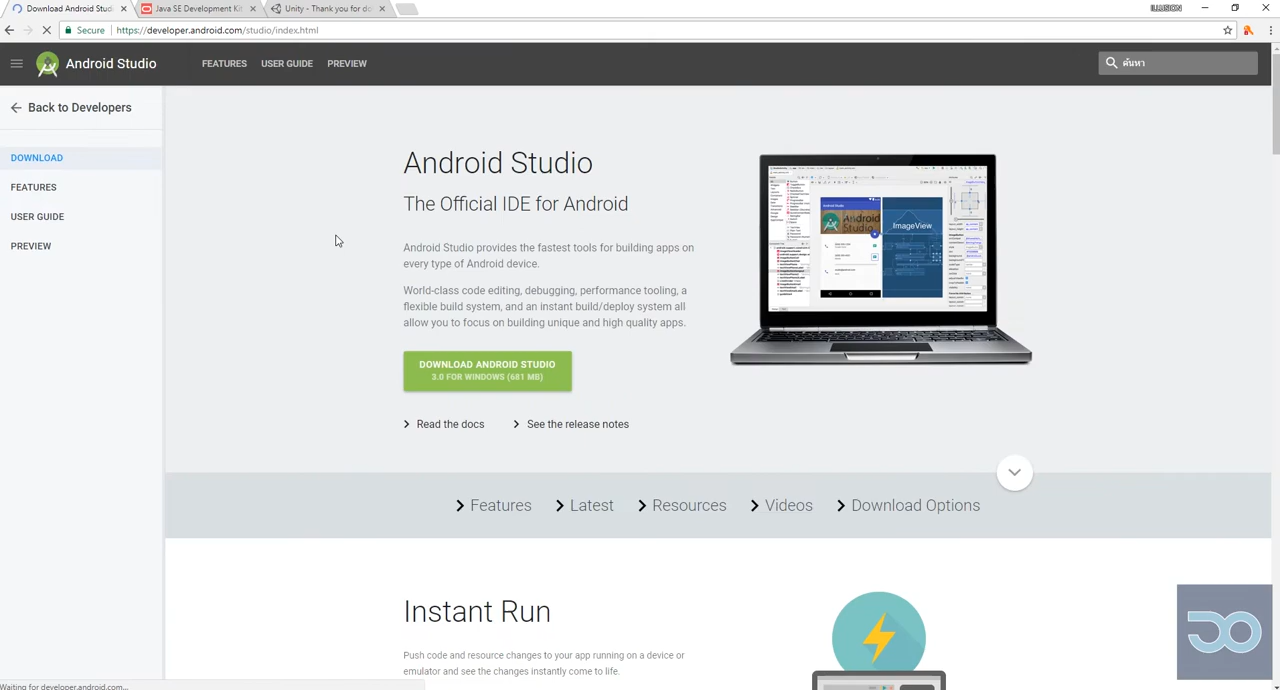 Download Android Studi
Java SE Development Kit
Unity - Thank you for do
ILLUSION
Secure
https://developer.android.com/studio/index.html
Android Studio
FEATURES
USER GUIDE
PREVIEW
ค้นหา
Back to Developers
DOWNLOAD
FEATURES
USER GUIDE
PREVIEW
Android Studio
The Official IDE for Android
Android Studio provides the fastest tools for building apps on
every type of Android device.
World-class code editing, debugging, performance tooling, a
flexible build system, and an instant build/deploy system all
allow you to focus on building unique and high quality apps.
DOWNLOAD ANDROID STUDIO
3.0 FOR WINDOWS (681 MB)
Read the docs
See the release notes
Android
Studio
ImageView
Features
Latest
Resources
Videos
Download Options
Instant Run
Push code and resource changes to your app running on a device or
emulator and see the changes instantly come to life.
Waiting for developer.android.com...